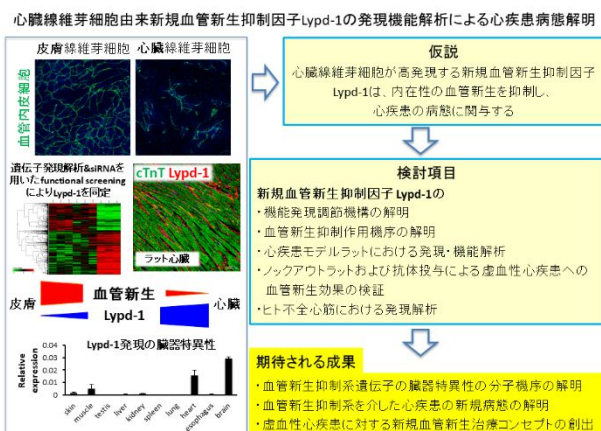 心臓線維芽細胞由来新規血管新生抑制因子Lypd-1の発現機能解析による心疾患病態解明
皮膚線維芽細胞 心臓線維芽細胞
血管内皮細胞
遺伝子発現解析&siRNAを
用いたfunctional screening
によりLypd-1を同定
cTnT Lypd-1
ラット心臓
皮膚 血管新生 心臓
Lypd-1
Lypd-1発現の臓器特異性
Relative
expression
0.04
0.03
0.02
0.01
0
skin
muscle
testis
liver
kidney
spleen
lung
heart
esophagus
brain
仮説
心臓線維芽細胞が高発現する新規血管新生抑制因子
Lypd-1は、内在性の血管新生を抑制し、
心疾患の病態に関与する
検討項目
新規血管新生抑制因子Lypd-1の
・機能発現調節機構の解明
・血管新生抑制作用機序の解明
・心疾患モデルラットにおける発現・機能解析
・ノックアウトラットおよび抗体投与による虚血性心疾患への
血管新生効果の検証
・ヒト不全心筋における発現解析
期待される成果
・血管新生抑制系遺伝子の臓器特異性の分子機序の解明
・血管新生抑制系を介した心疾患の新規病態の解明
・虚血性心疾患に対する新規血管新生治療コンセプトの創出